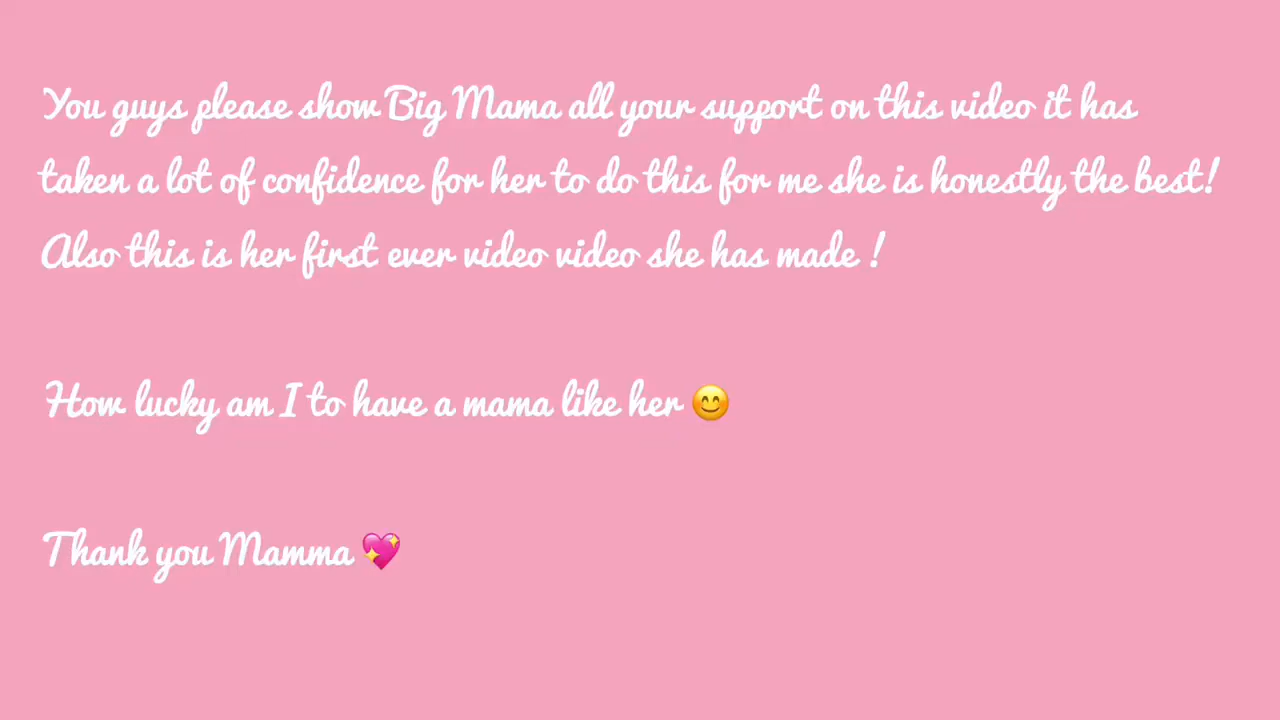 You guys please show Big Mama all your support on this video it has
taken a lot of confidence for her to do this for me she is honestly the best!
Also this is her first ever video video she has made !
How lucky am I to have a mama like her 😊
Thank you Mamma 💖